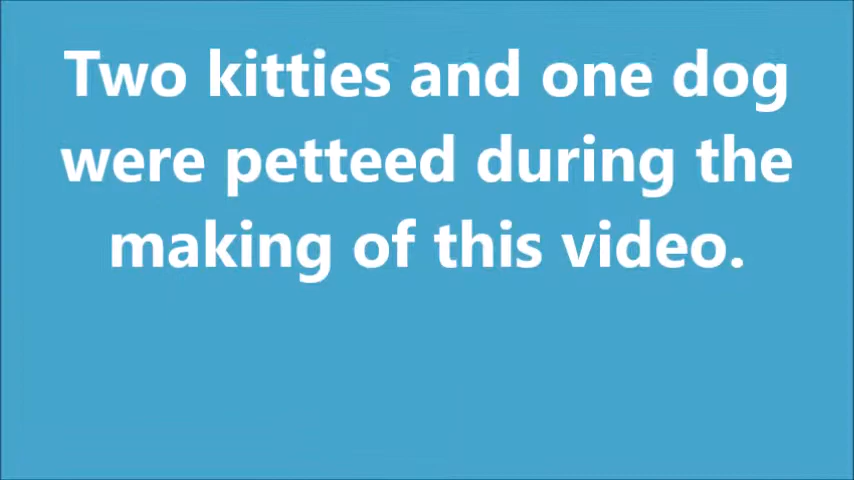 Two kitties and one dog
were petteed during the
making of this video.